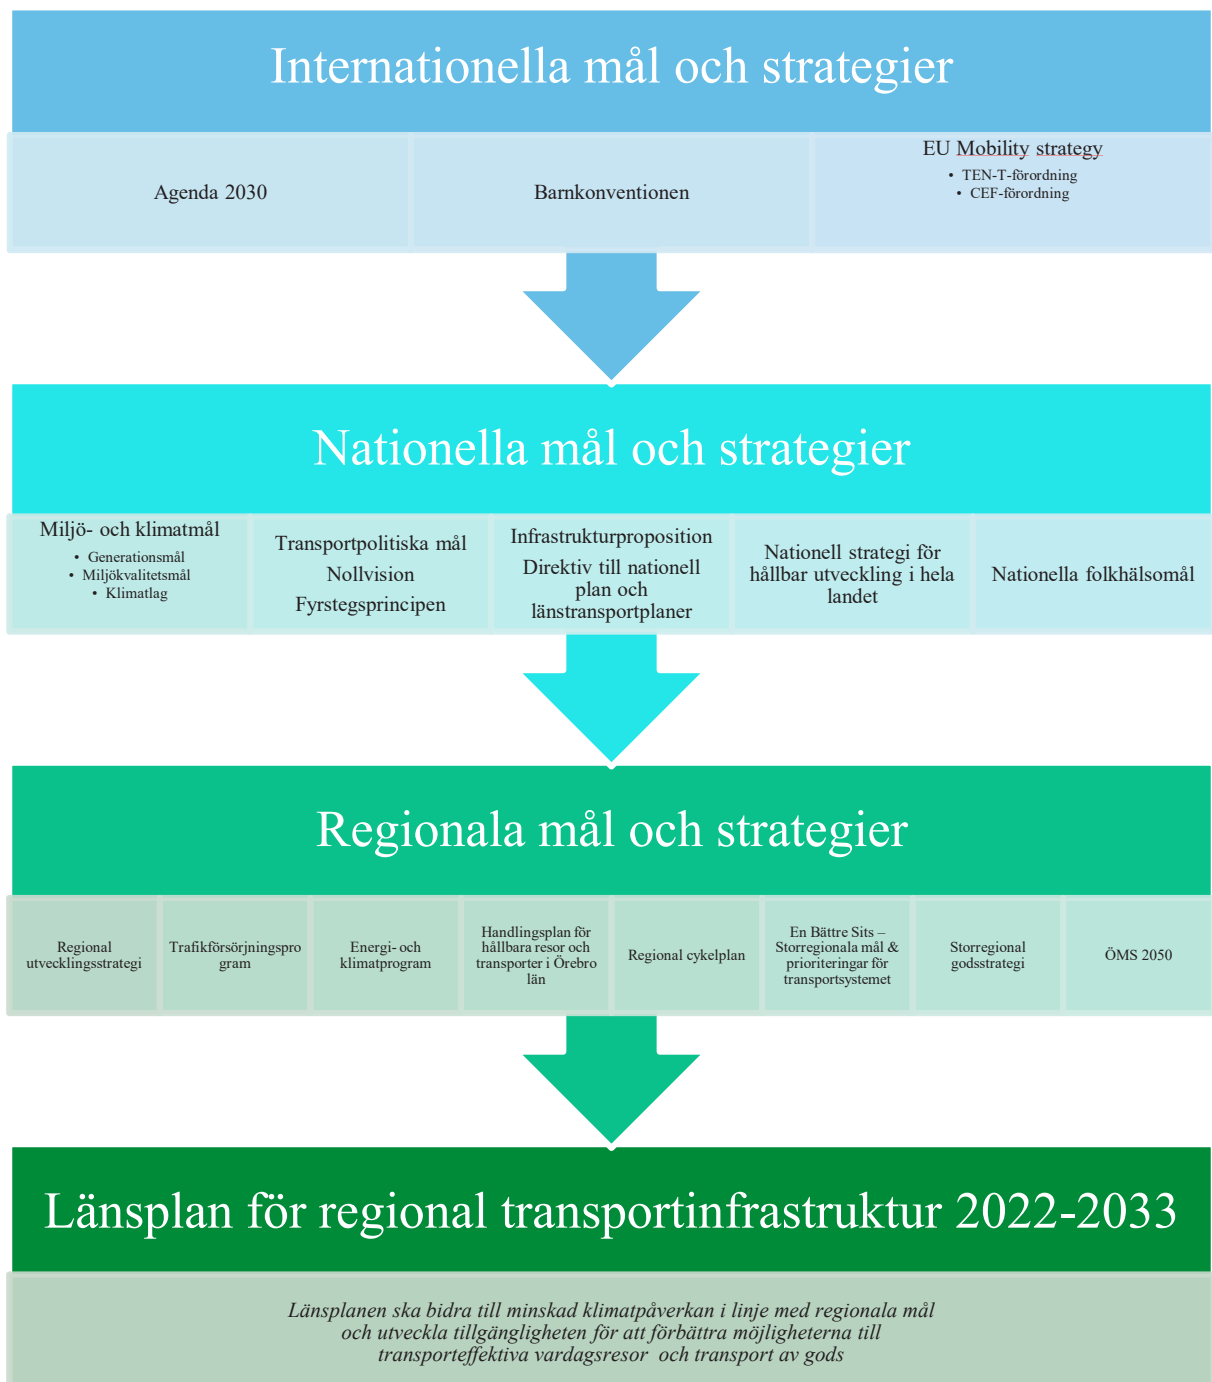 Internationella mål och strategier
Agenda 2030
Barnkonventionen
EU Mobility strategy
• TEN-T-förordning
• CEF-förordning
Nationella mål och strategier
Miljö- och klimatmål
• Generationsmål
• Miljökvalitetsmål
• Klimatlag
Transportpolitiska mål
Nollvision
Fyrstegsprincipen
Infrastrukturproposition
Direktiv till nationell
plan och
länstransportplaner
Nationell strategi för
hållbar utveckling i hela
landet
Nationella folkhälsomål
Regionala mål och strategier
Regional
utvecklingsstrategi
Trafikförsörjningspro
gram
Energi- och
klimatprogram
Handlingsplan för
hållbara resor och
transporter i Örebro
län
Regional cykelplan
En Bättre Sits –
Storregionala mål &
prioriteringar för
transportsystemet
Storregional
godsstrategi
ÖMS 2050
Länsplan för regional transportinfrastruktur 2022-2033
Länsplanen ska bidra till minskad klimatpåverkan i linje med regionala mål
och utveckla tillgängligheten för att förbättra möjligheterna till
transporteffektiva vardagsresor och transport av gods